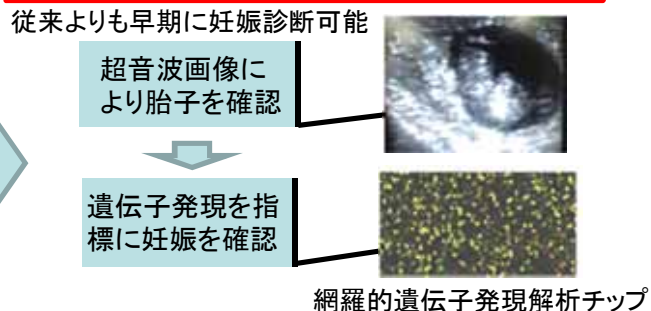 従来よりも早期に妊娠診断可能
超音波画像に
より胎子を確認
遺伝子発現を指
標に妊娠を確認
網羅的遺伝子発現解析チップ